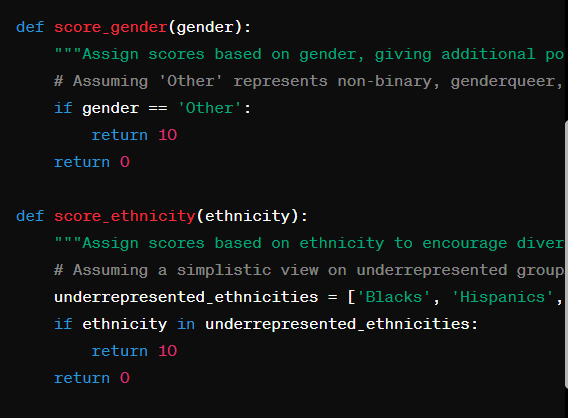 def score_gender(gender):
"""Assign scores based on gender, giving additional po
# Assuming 'Other' represents non-binary, genderqueer,
if gender == 'Other':
return 10
return 0
def score_ethnicity(ethnicity):
"""Assign scores based on ethnicity to encourage diver
# Assuming a simplistic view on underrepresented group
underrepresented_ethnicities = ['Blacks', 'Hispanics',
if ethnicity in underrepresented_ethnicities:
return 10
return 0